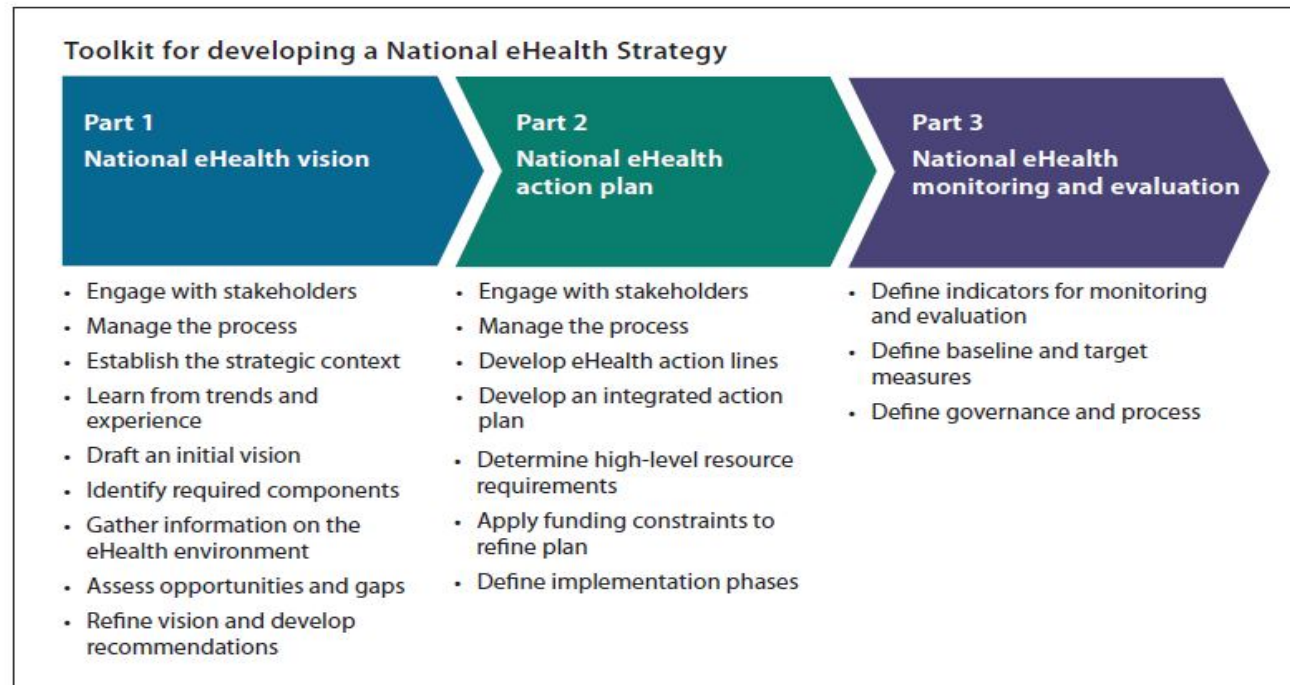 Toolkit for developing a National eHealth Strategy
Part 1
National eHealth vision
• Engage with stakeholders
• Manage the process
• Establish the strategic context
• Learn from trends and
experience
• Draft an initial vision
• Identify required components
• Gather information on the
eHealth environment
• Assess opportunities and gaps
• Refine vision and develop
recommendations
Part 2
National eHealth
action plan
• Engage with stakeholders
• Manage the process
• Develop eHealth action lines
• Develop an integrated action
plan
• Determine high-level resource
requirements
• Apply funding constraints to
refine plan
• Define implementation phases
Part 3
National eHealth
monitoring and evaluation
• Define indicators for monitoring
and evaluation
• Define baseline and target
measures
• Define governance and process